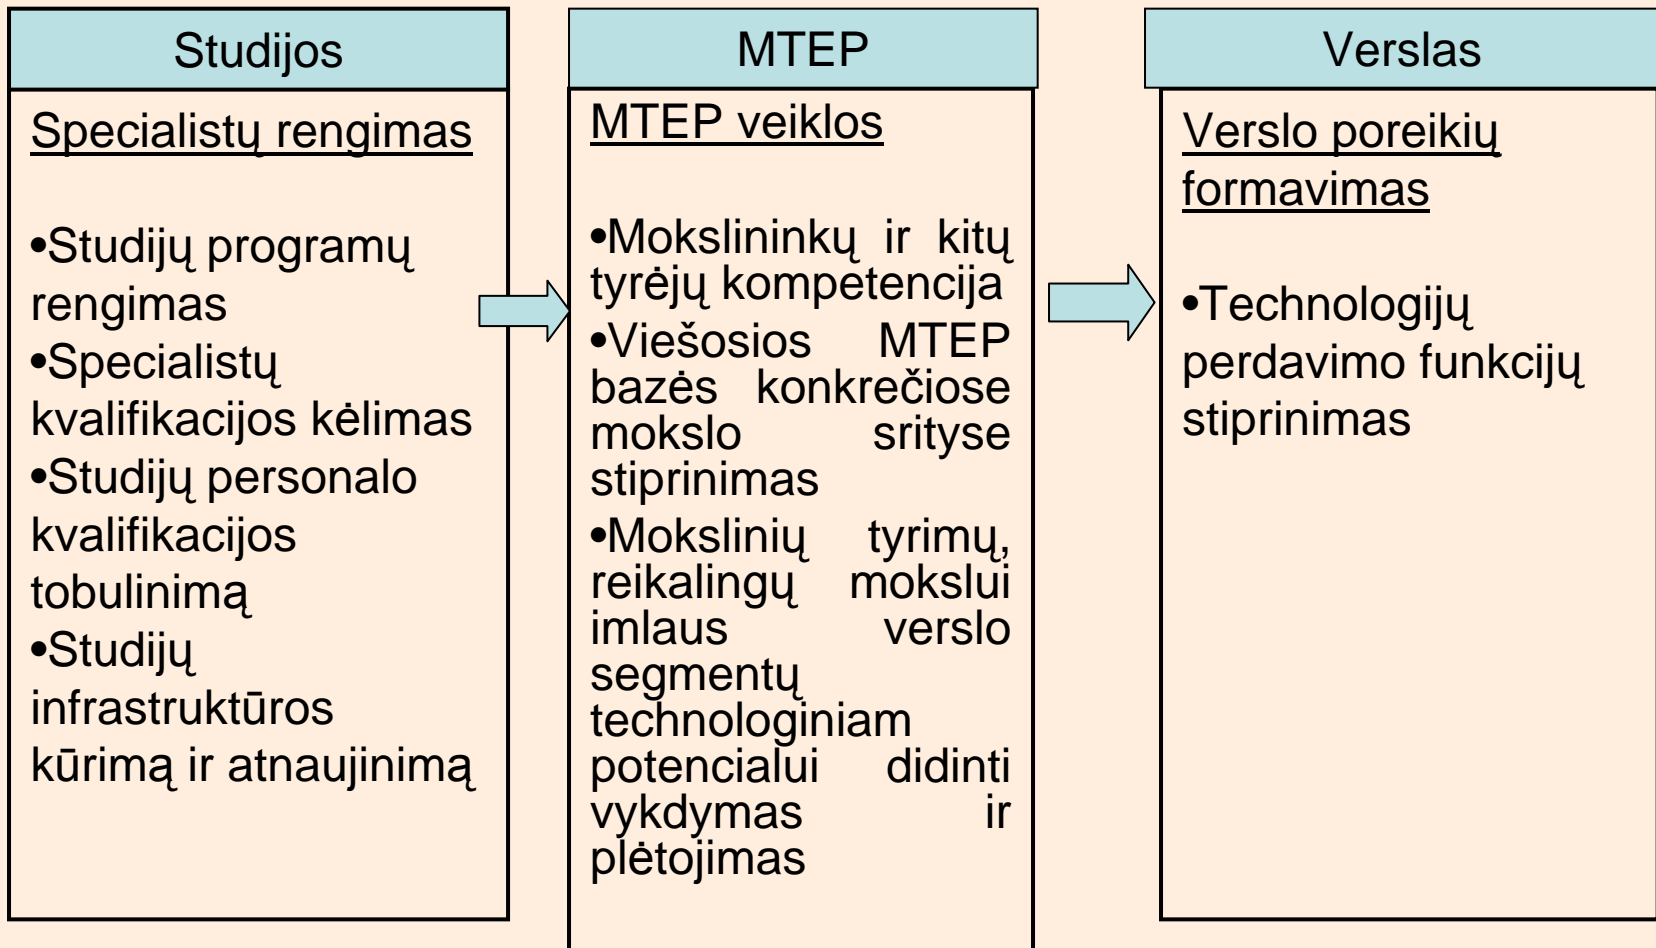 Studijos
Specialistų rengimas
•Studijų programų
rengimas
•Specialistų
kvalifikacijos kėlimas
•Studijų personalo
kvalifikacijos
tobulinimą
•Studijų
infrastruktūros
kūrimą ir atnaujinimą
MTEP
MTEP veiklos
•Mokslininkų ir kitų
tyrėjų kompetencija
•Viešosios MTEP
bazės konkrečiose
mokslo srityse
stiprinimas
•Mokslinių tyrimų,
reikalingų mokslui
imlaus verslo
segmentų
technologiniam
potencialui didinti
vykdymas ir
plėtojimas
Verslas
Verslo poreikių
formavimas
•Technologijų
perdavimo funkcijų
stiprinimas